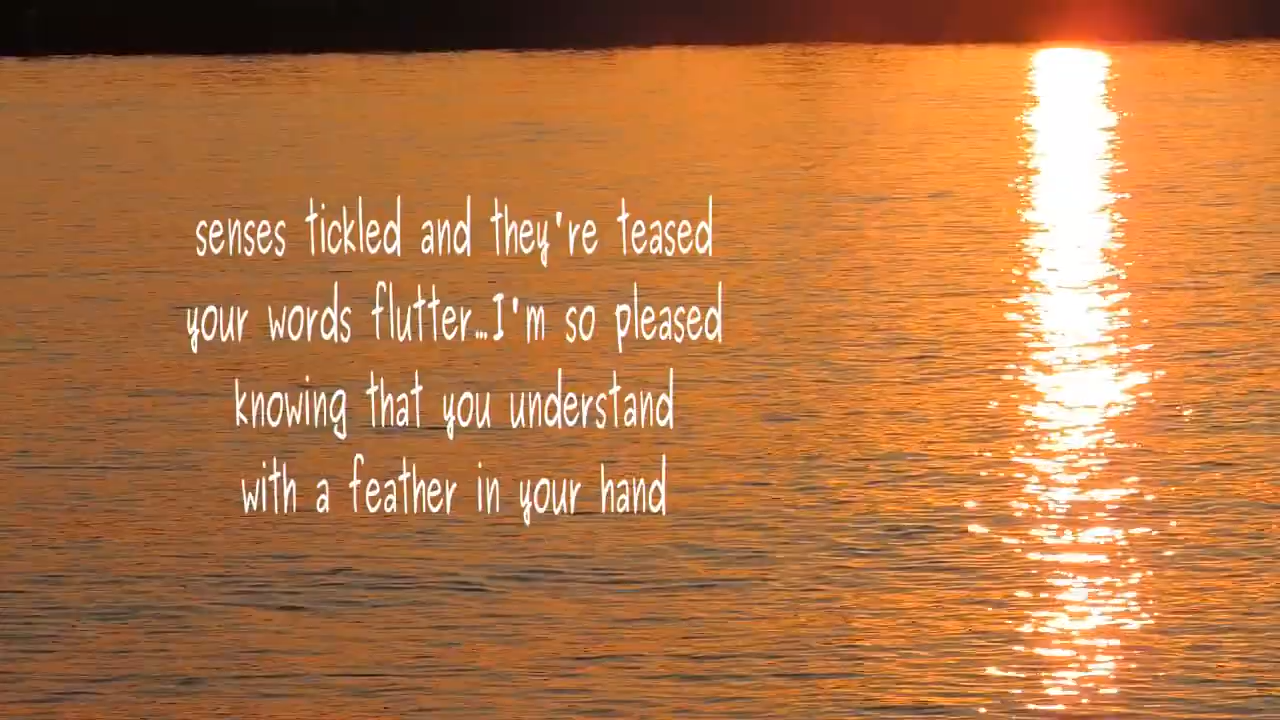 senses tickled and they're teased
your words flutter...I'm so pleased
knowing that you understand
with a feather in your hand